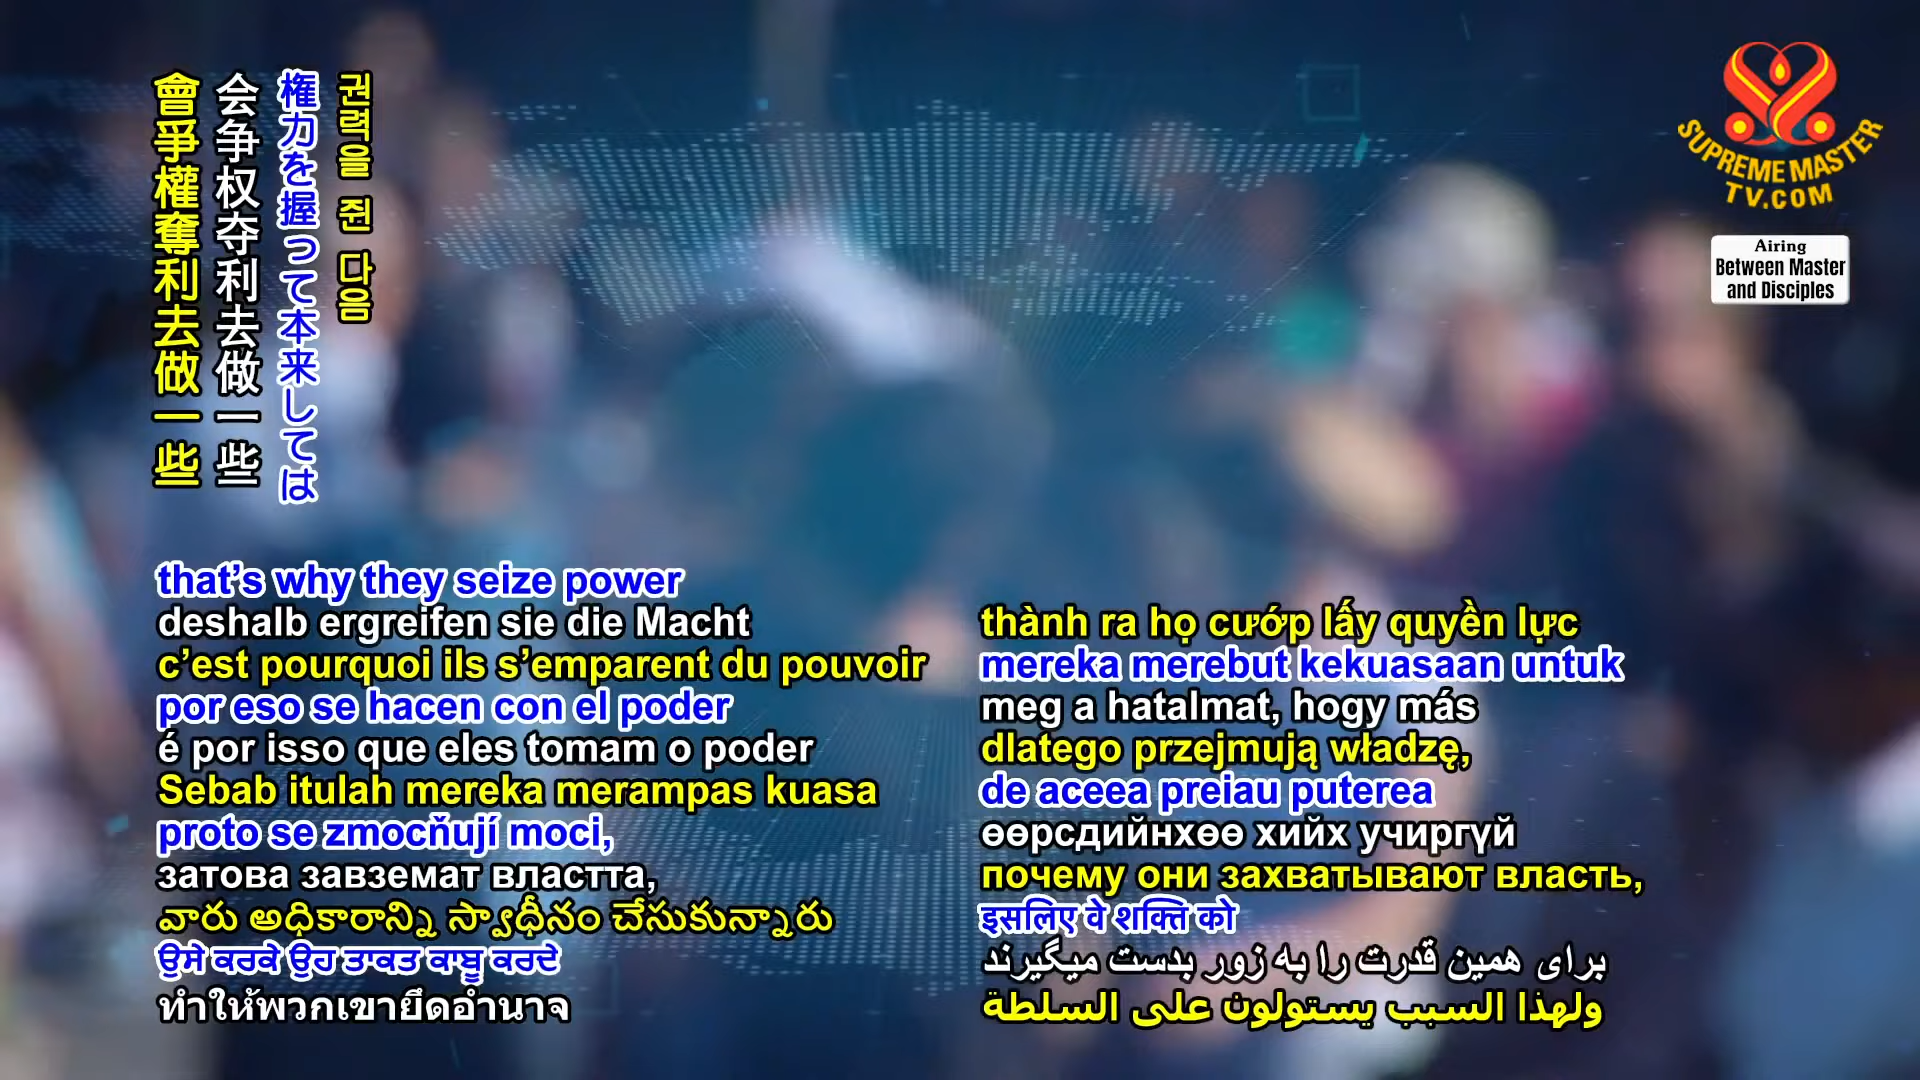 會爭權奪利去做一些
会争权夺利去做一些
権力を握って本来しては
권력을 쥔 다음
SUPREME MASTER
TV.COM
Airing
Between Master
and Disciples
that’s why they seize power
deshalb ergreifen sie die Macht
c’est pourquoi ils s’emparent du pouvoir
por eso se hacen con el poder
é por isso que eles tomam o poder
Sebab itulah mereka merampas kuasa
proto se zmocňují moci,
затова завземат властта,
వారు అధికారాన్ని స్వాధీనం చేసుకున్నారు
ਉਸੇ ਕਰਕੇ ਉਹ ਤਾਕਤ ਕਾਬੂ ਕਰਦੇ
ทำให้พวกเขายึดอำนาจ
thành ra họ cướp lấy quyền lực
mereka merebut kekuasaan untuk
meg a hatalmat, hogy más
dlatego przejmują władzę,
de aceea preiau puterea
өөрсдийнхөө хийх учиргүй
почему они захватывают власть,
इसलिए वे शक्ति को
برای همین قدرت را به زور بدست میگیرند
ولهذا السبب يستولون على السلطة